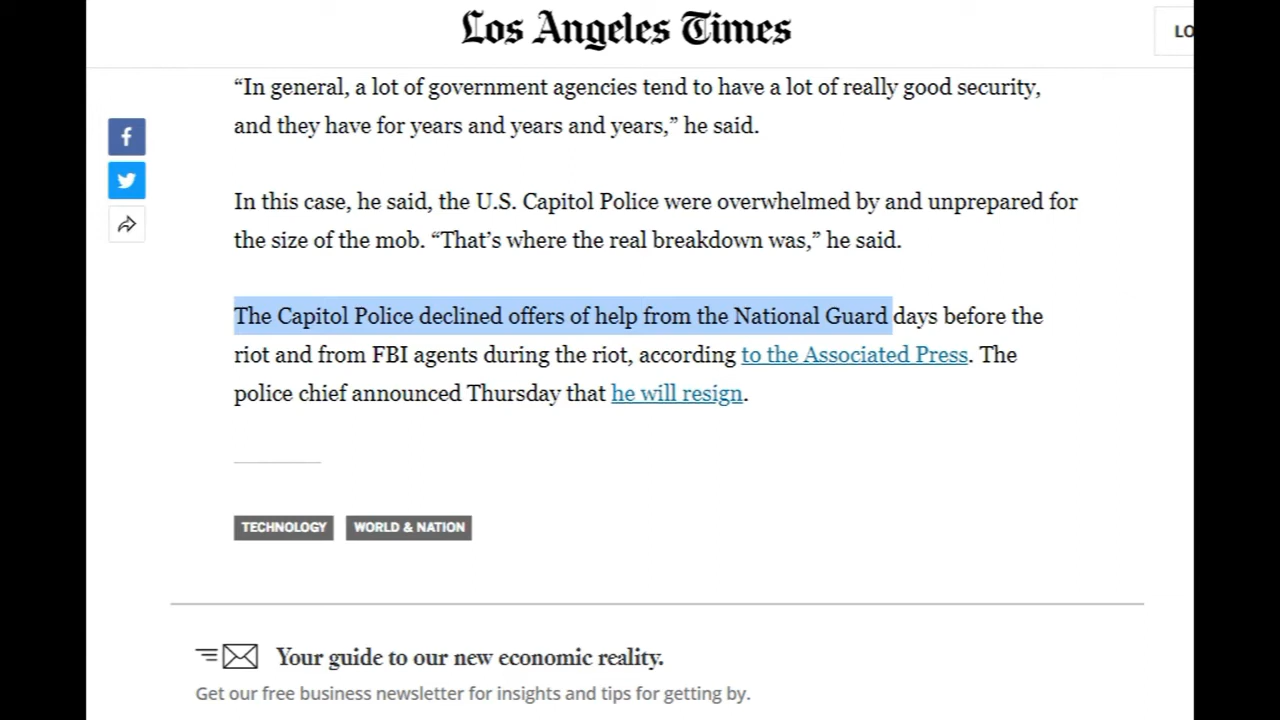 Los Angeles Times
LO
“In general, a lot of government agencies tend to have a lot of really good security,
and they have for years and years and years,” he said.
In this case, he said, the U.S. Capitol Police were overwhelmed by and unprepared for
the size of the mob. “That’s where the real breakdown was,” he said.
The Capitol Police declined offers of help from the National Guard days before the
riot and from FBI agents during the riot, according to the Associated Press. The
police chief announced Thursday that he will resign.
TECHNOLOGY
WORLD & NATION
Your guide to our new economic reality.
Get our free business newsletter for insights and tips for getting by.